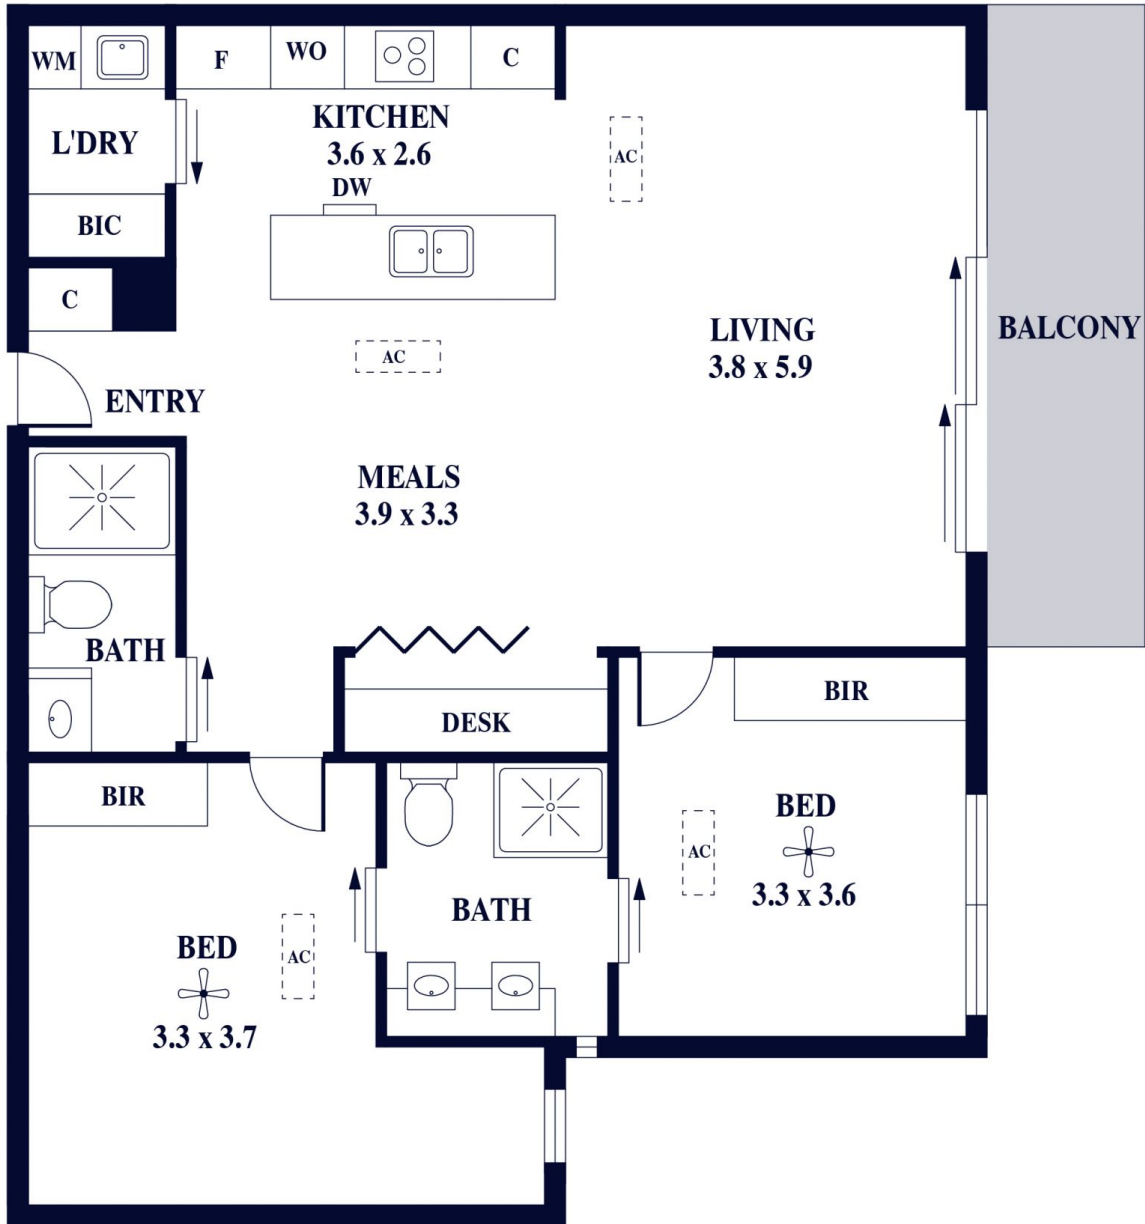 WM
F
WO
C
L'DRY
KITCHEN
3.6 x 2.6
AC
BIC
DW
C
LIVING
3.8 x 5.9
BALCONY
AC
ENTRY
MEALS
3.9 x 3.3
BATH
DESK
BIR
BIR
BED
3.3 x 3.6
AC
BATH
BED
3.3 x 3.7
AC